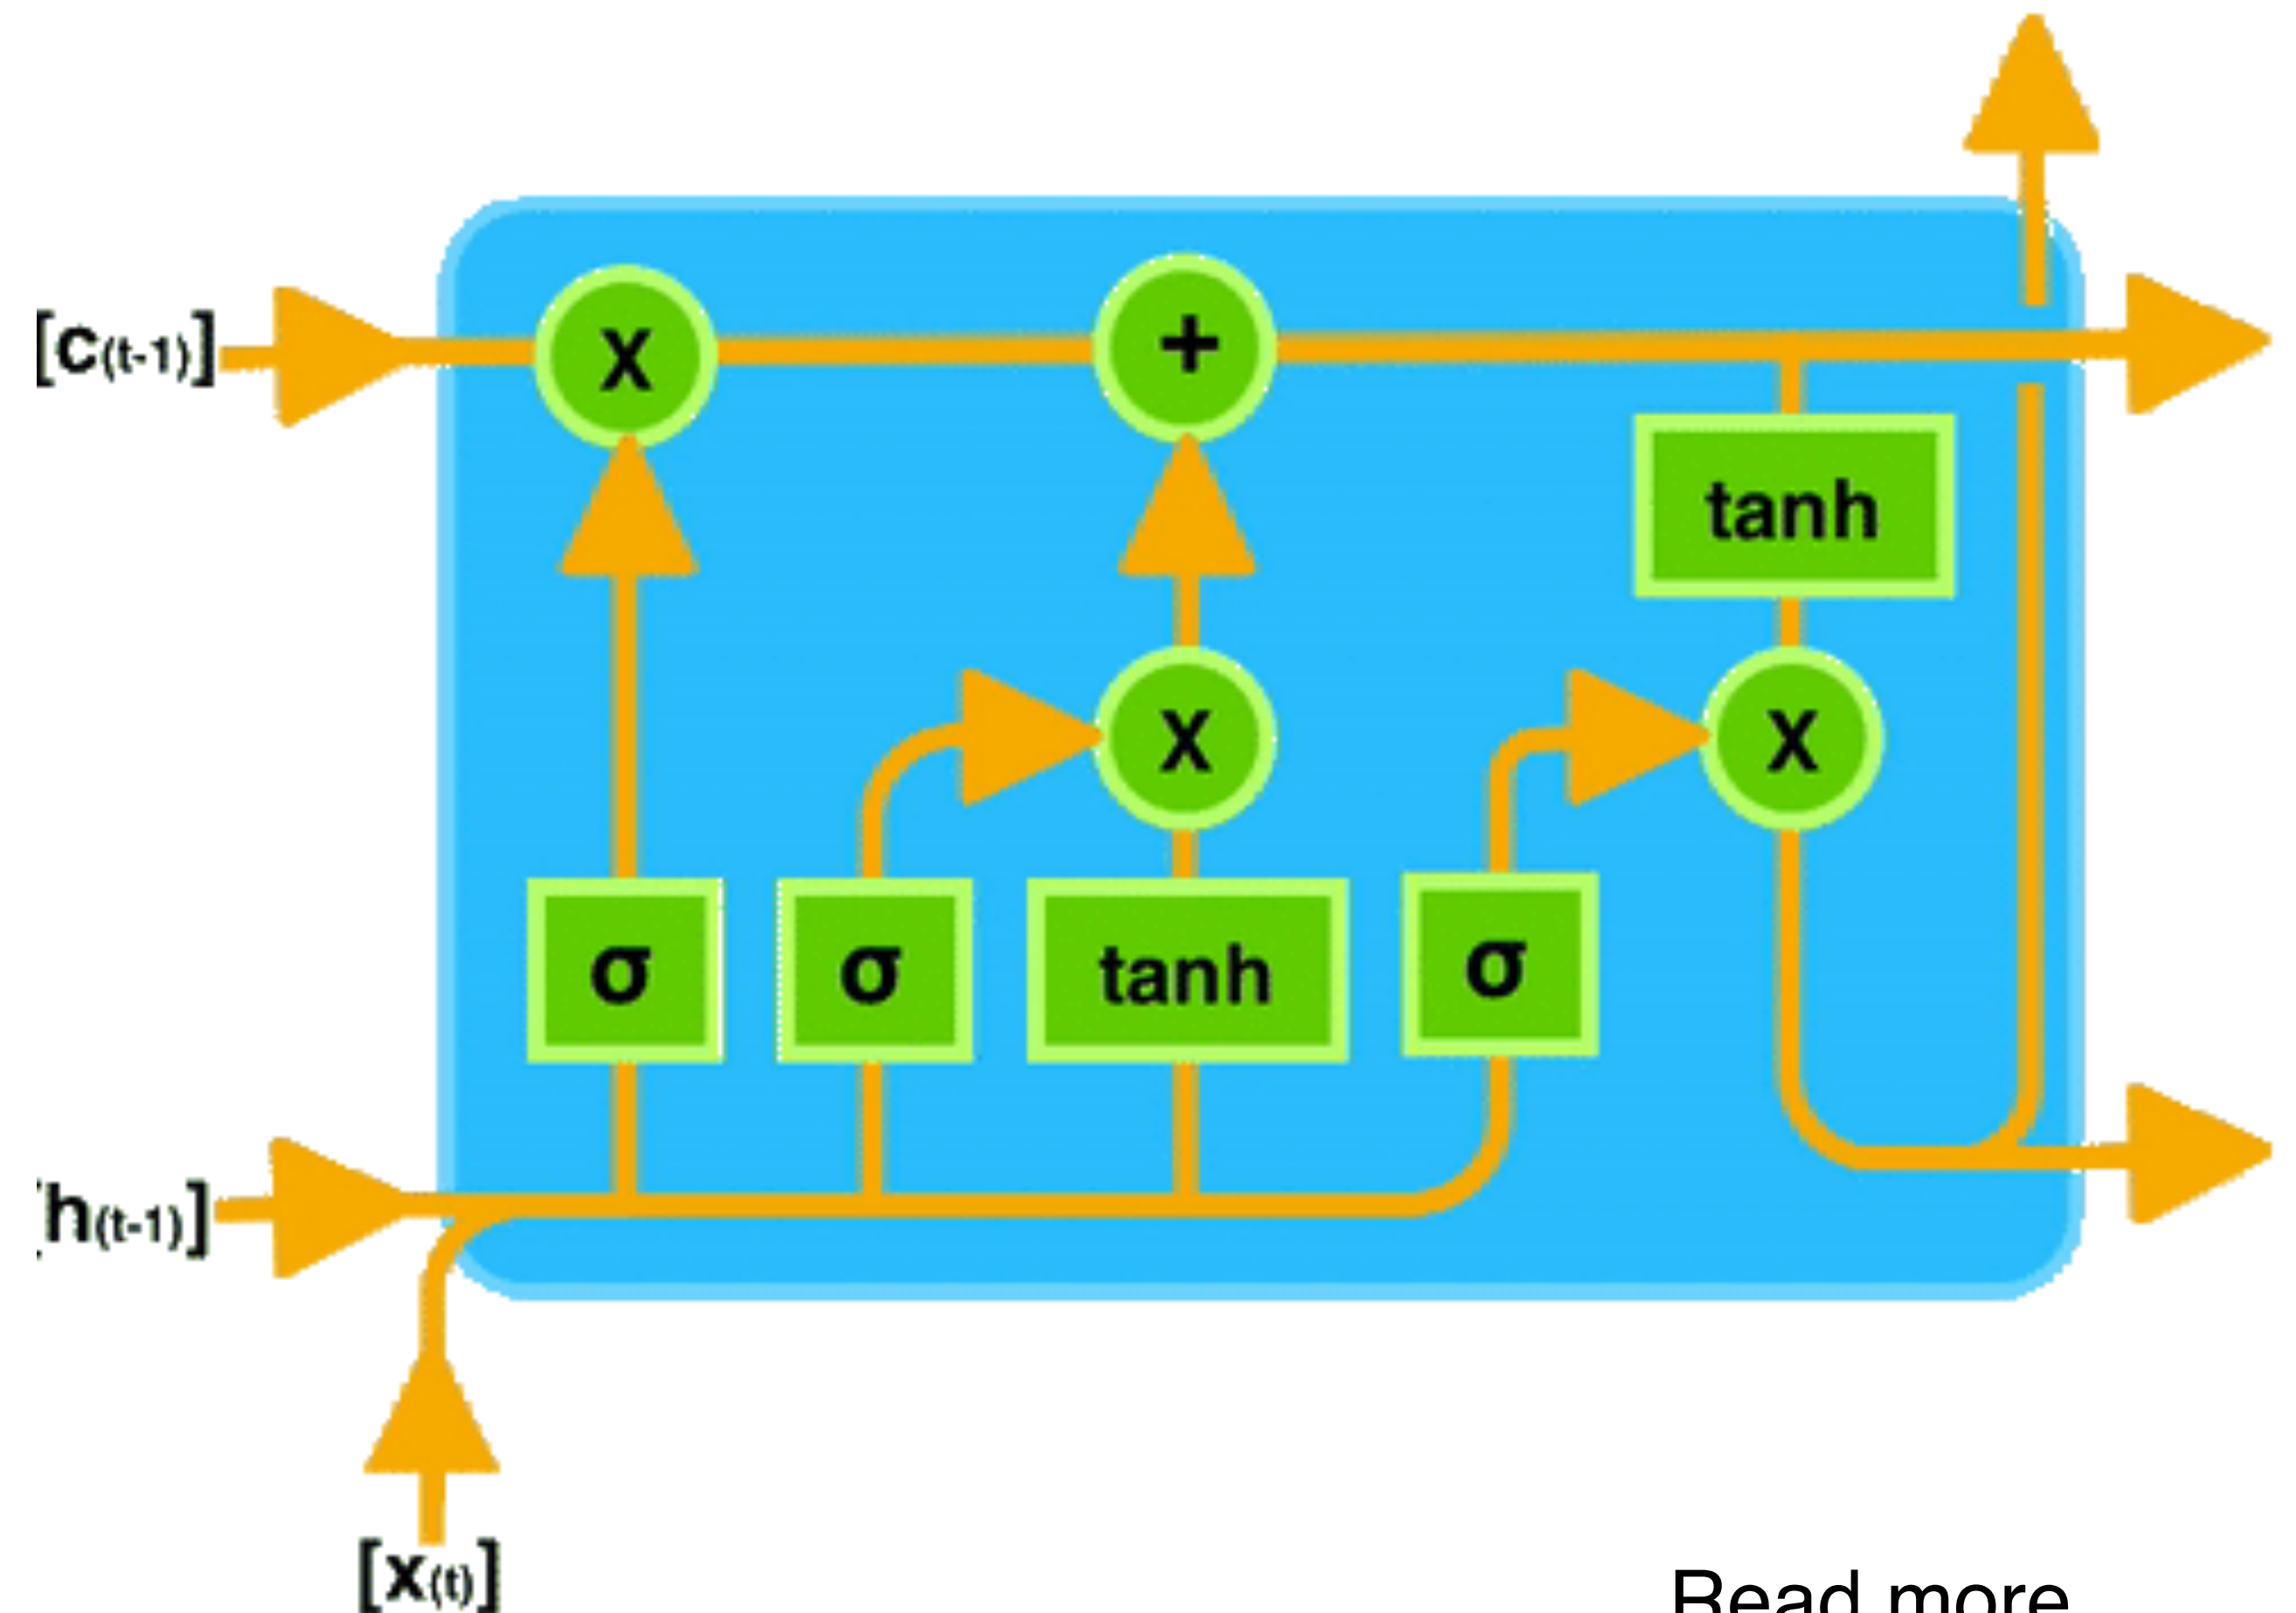 [c(t-1)]
X
+
tanh
X
X
σ
σ
tanh
σ
h(t-1)]
[x(t)]
Read more